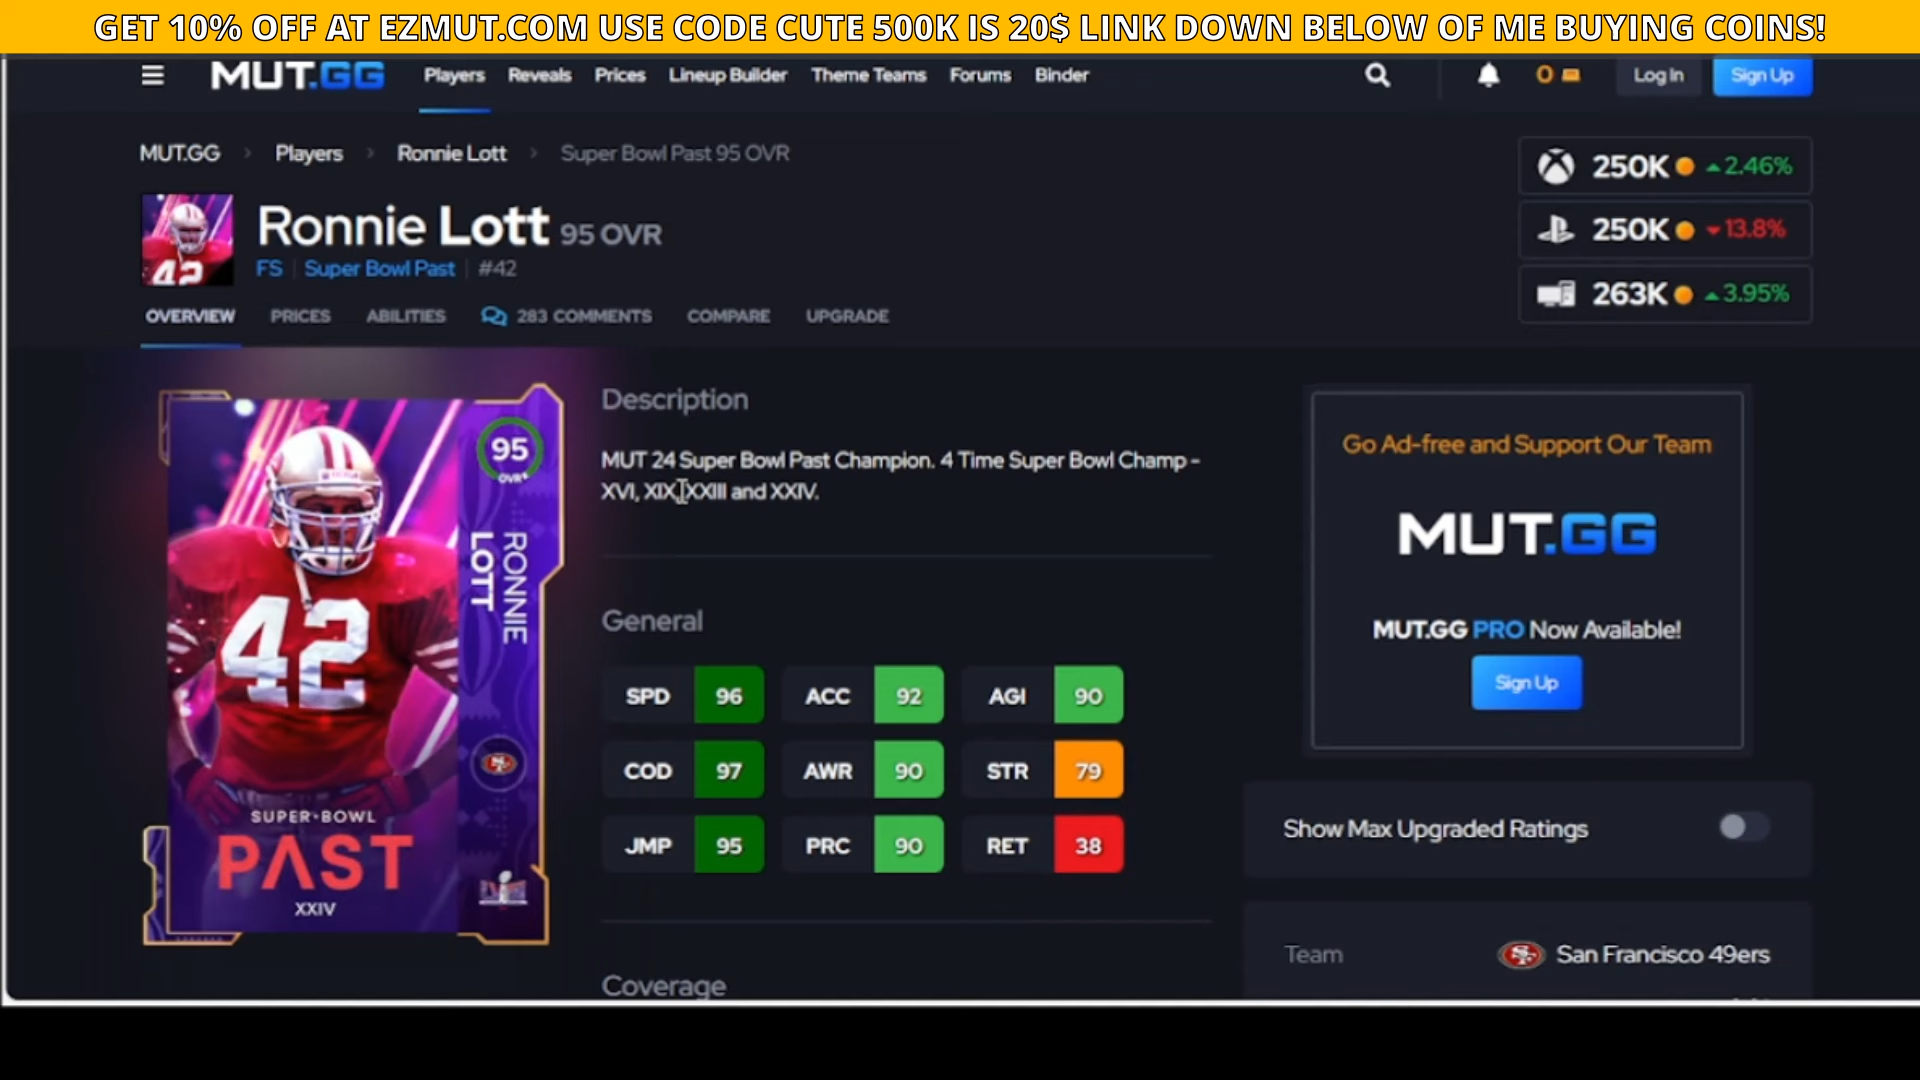 GET 10% OFF AT EZMUT.COM USE CODE CUTE 500K IS 20$ LINK DOWN BELOW OF ME BUYING COINS!
MUT.GG Players Reveals Prices Lineup Builder Theme Teams Forums Binder 0 Log In Sign Up
MUT.GG > Players > Ronnie Lott > Super Bowl Past 95 OVR
250K 2.46%
Ronnie Lott 95 OVR
250K 13.8%
FS | Super Bowl Past | #42
263K 3.95%
OVERVIEW PRICES ABILITIES 283 COMMENTS COMPARE UPGRADE
95
OVR
RONNIE
LOTT
42
SUPER•BOWL
PAST
XXIV
Description
MUT 24 Super Bowl Past Champion. 4 Time Super Bowl Champ -
XVI, XIX, XXIII and XXIV.
General
SPD 96 ACC 92 AGI 90
COD 97 AWR 90 STR 79
JMP 95 PRC 90 RET 38
Coverage
Go Ad-free and Support Our Team
MUT.GG
MUT.GG PRO Now Available!
Sign Up
Show Max Upgraded Ratings
Team San Francisco 49ers